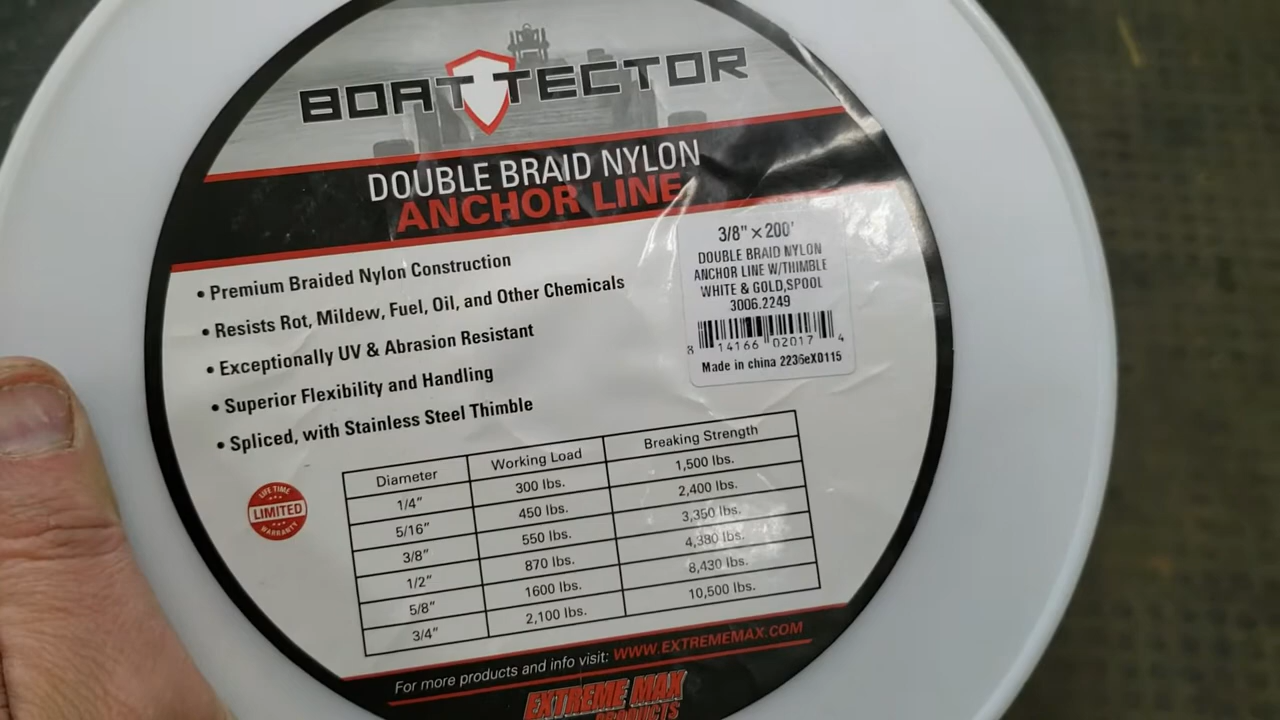 BOAT TECTOR
DOUBLE BRAID NYLON
ANCHOR LINE
3/8" × 200'
DOUBLE BRAID NYLON
ANCHOR LINE W/THIMBLE
WHITE & GOLD,SPOOL
3006.2249
8 14166 02017 4
Made in china 2236eX0115
• Premium Braided Nylon Construction
• Resists Rot, Mildew, Fuel, Oil, and Other Chemicals
• Exceptionally UV & Abrasion Resistant
• Superior Flexibility and Handling
• Spliced, with Stainless Steel Thimble
LIFE TIME
LIMITED
WARRANTY
Diameter Working Load Breaking Strength
1/4" 300 lbs. 1,500 lbs.
5/16" 450 lbs. 2,400 lbs.
3/8" 550 lbs. 3,350 lbs.
1/2" 870 lbs. 4,380 lbs.
5/8" 1600 lbs. 8,430 lbs.
3/4" 2,100 lbs. 10,500 lbs.
For more products and info visit: WWW.EXTREMEMAX.COM
EXTREME MAX
PRODUCTS